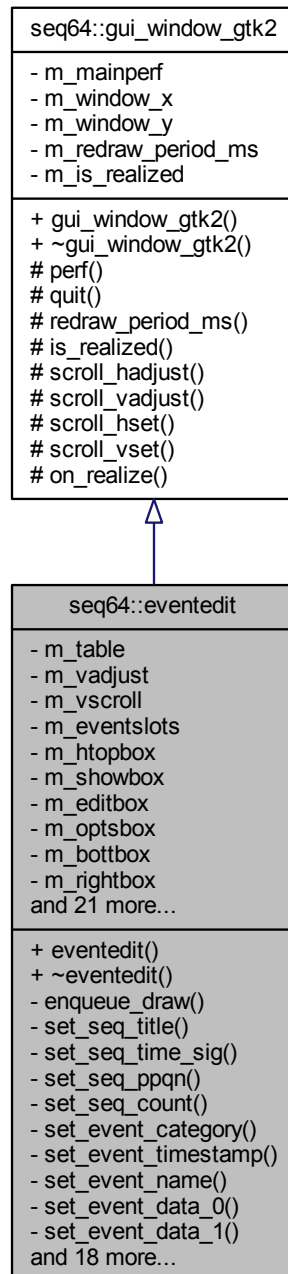 seq64::gui_window_gtk2
- m_mainperf
- m_window_x
- m_window_y
- m_redraw_period_ms
- m_is_realized
+ gui_window_gtk2()
+ ~gui_window_gtk2()
# perf()
# quit()
# redraw_period_ms()
# is_realized()
# scroll_hadjust()
# scroll_vadjust()
# scroll_hset()
# scroll_vset()
# on_realize()
seq64::eventedit
- m_table
- m_vadjust
- m_vscroll
- m_eventslots
- m_htopbox
- m_showbox
- m_editbox
- m_optsbox
- m_bottbox
- m_rightbox
and 21 more...
+ eventedit()
+ ~eventedit()
- enqueue_draw()
- set_seq_title()
- set_seq_time_sig()
- set_seq_ppqn()
- set_seq_count()
- set_event_category()
- set_event_timestamp()
- set_event_name()
- set_event_data_0()
- set_event_data_1()
and 18 more...